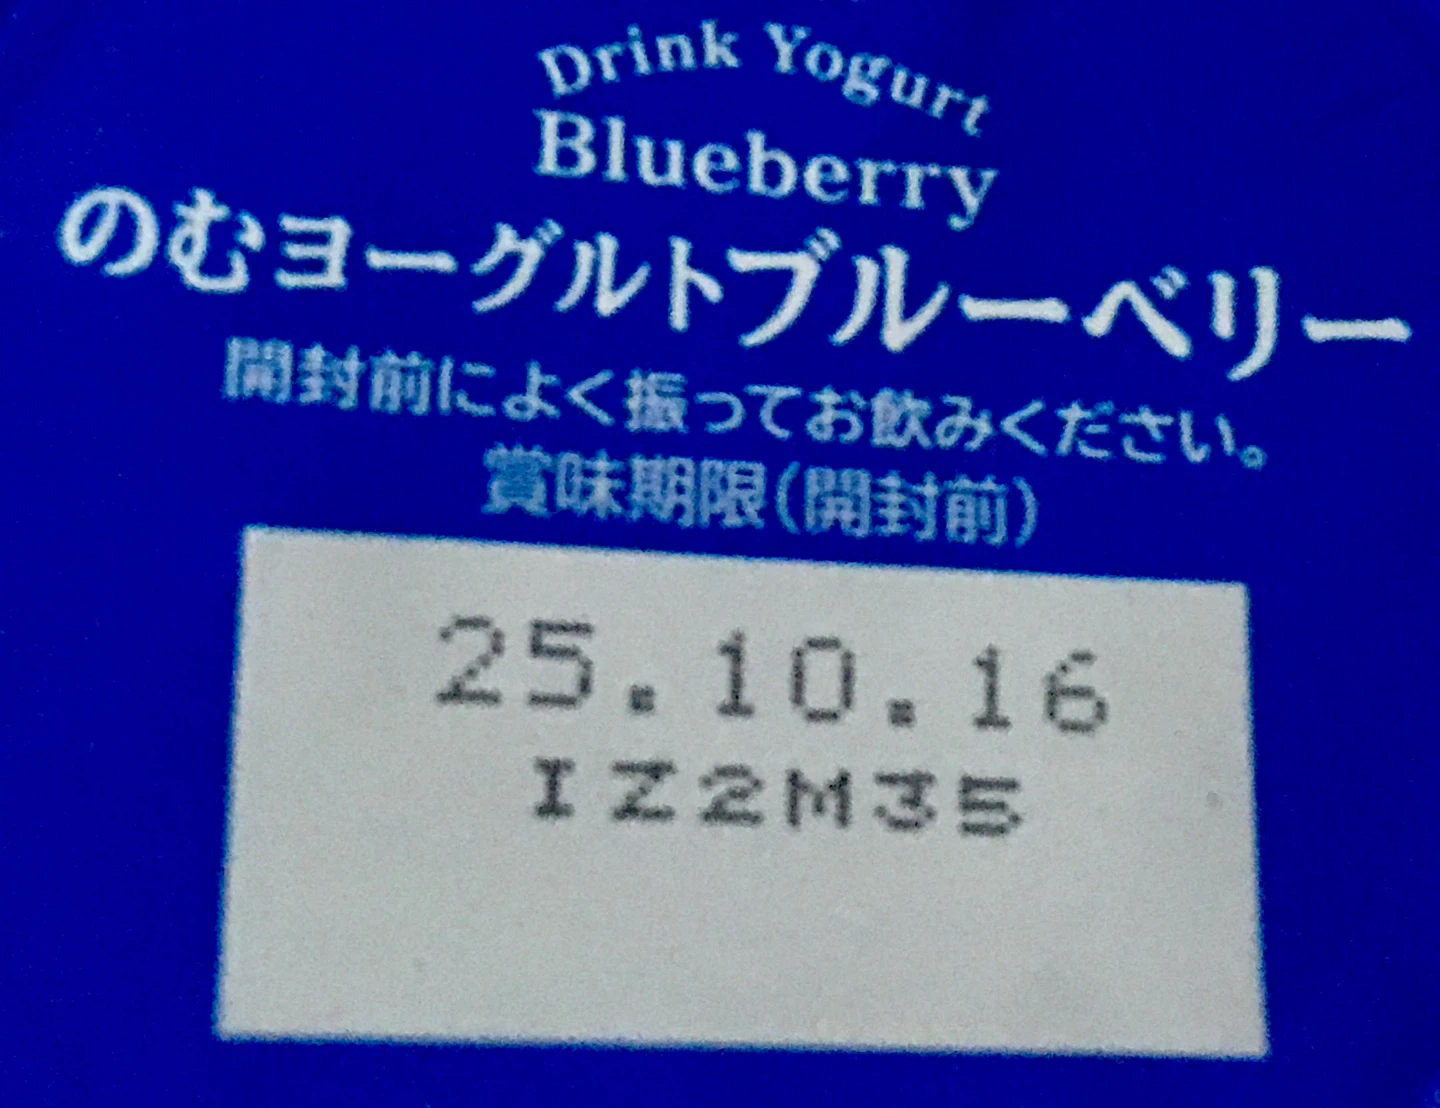 Drink Yogurt
Blueberry
のむヨーグルトブルーベリー
開封前によく振ってお飲みください。
賞味期限(開封前)
25.10.16
IZ2M35